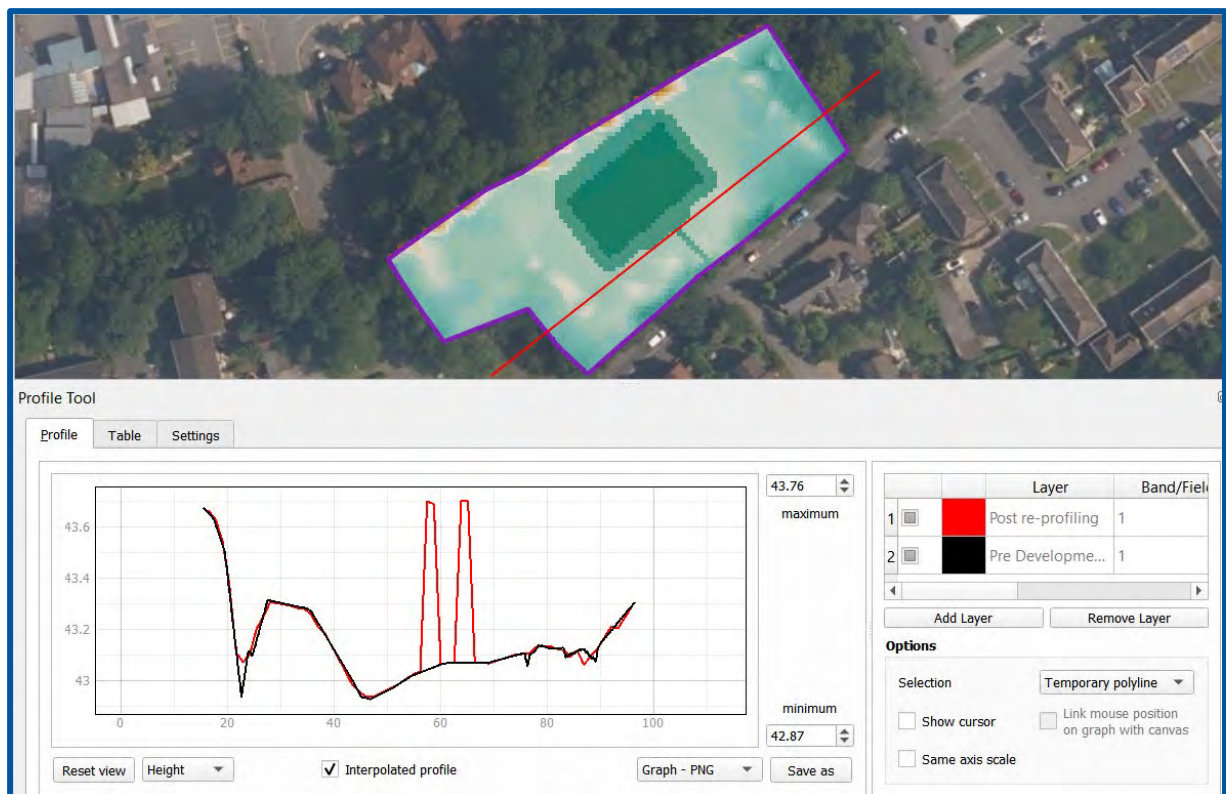 Profile Tool
Profile Table Settings
43.76
maximum
43.6
43.4
43.2
43
0 20 40 60 80 100
minimum
42.87
Reset view Height Interpolated profile Graph - PNG Save as
Layer Band/Field
1 Post re-profiling 1
2 Pre Developme... 1
Add Layer Remove Layer
Options
Selection Temporary polyline
Show cursor Link mouse position
on graph with canvas
Same axis scale